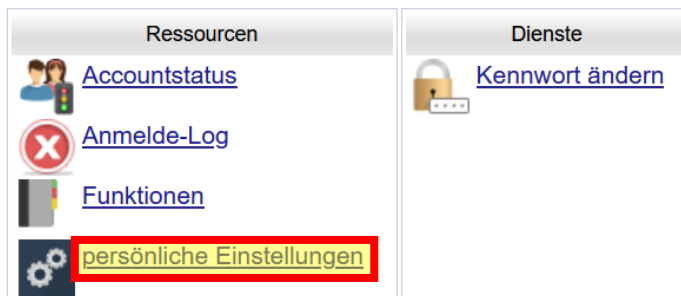 Ressourcen
Dienste
Accountstatus
Kennwort ändern
Anmelde-Log
Funktionen
persönliche Einstellungen